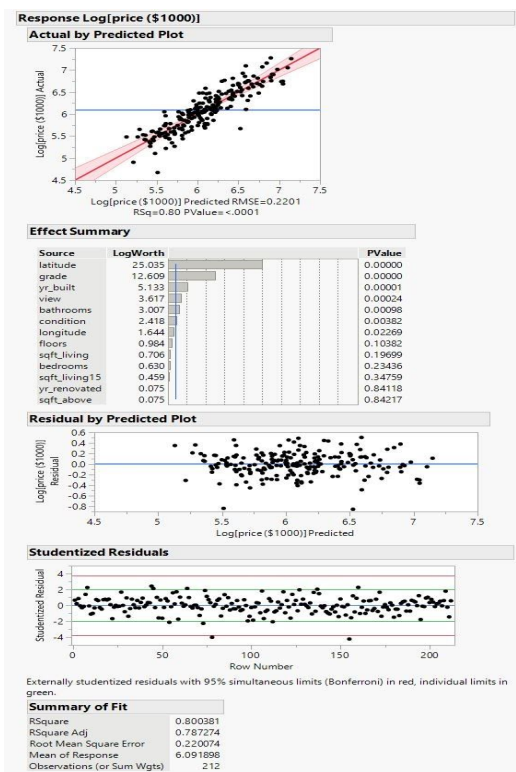 Response Log[price ($1000)]
Actual by Predicted Plot
7.5
7
6.5
6
5.5
5
4.5
Log[price ($1000)] Actual
4.5 5 5.5 6 6.5 7 7.5
Log[price ($1000)] Predicted RMSE=0.2201
RSq=0.80 PValue=<.0001
Effect Summary
Source LogWorth PValue
latitude 25.035 0.00000
grade 12.609 0.00000
yr_built 5.133 0.00001
view 3.617 0.00024
bathrooms 3.007 0.00098
condition 2.418 0.00382
longitude 1.644 0.02269
floors 0.984 0.10382
sqft_living 0.706 0.19699
bedrooms 0.630 0.23436
sqft_living15 0.459 0.34759
yr_renovated 0.075 0.84118
sqft_above 0.075 0.84217
Residual by Predicted Plot
0.6
0.4
0.2
0.0
-0.2
-0.4
-0.6
-0.8
Log[price ($1000)]
Residual
4.5 5 5.5 6 6.5 7 7.5
Log[price ($1000)] Predicted
Studentized Residuals
4
2
0
-2
-4
Studentized Residual
0 50 100 150 200
Row Number
Externally studentized residuals with 95% simultaneous limits (Bonferroni) in red, individual limits in
green.
Summary of Fit
RSquare 0.800381
RSquare Adj 0.787274
Root Mean Square Error 0.220074
Mean of Response 6.091898
Observations (or Sum Wgts) 212